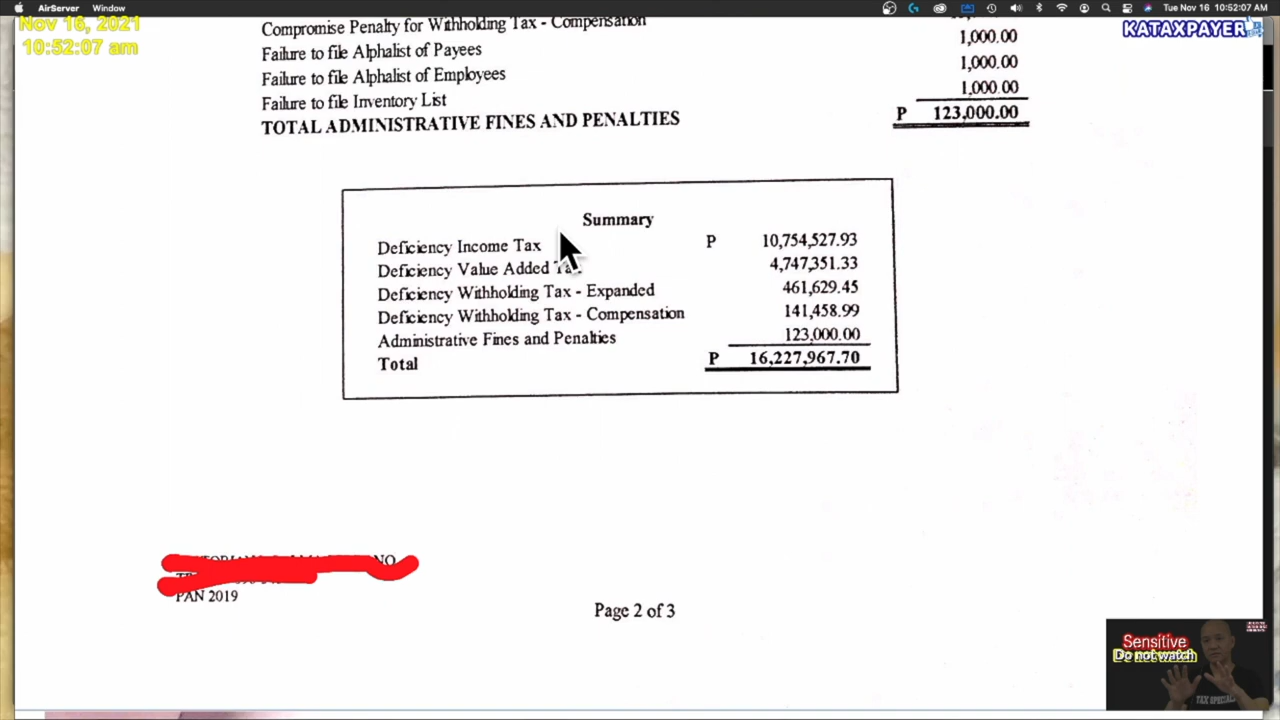 AirServer Window
Tue Nov 16 10:52:07 AM
Nov 16, 2021
10:52:07 am
KATAXPAYER
Compromise Penalty for Withholding Tax - Compensation
Failure to file Alphalist of Payees 1,000.00
Failure to file Alphalist of Employees 1,000.00
Failure to file Inventory List 1,000.00
TOTAL ADMINISTRATIVE FINES AND PENALTIES P 123,000.00
Summary
Deficiency Income Tax P 10,754,527.93
Deficiency Value Added 4,747,351.33
Deficiency Withholding Tax - Expanded 461,629.45
Deficiency Withholding Tax - Compensation 141,458.99
Administrative Fines and Penalties 123,000.00
Total P 16,227,967.70
PAN 2019
Page 2 of 3
Sensitive
Do not watch